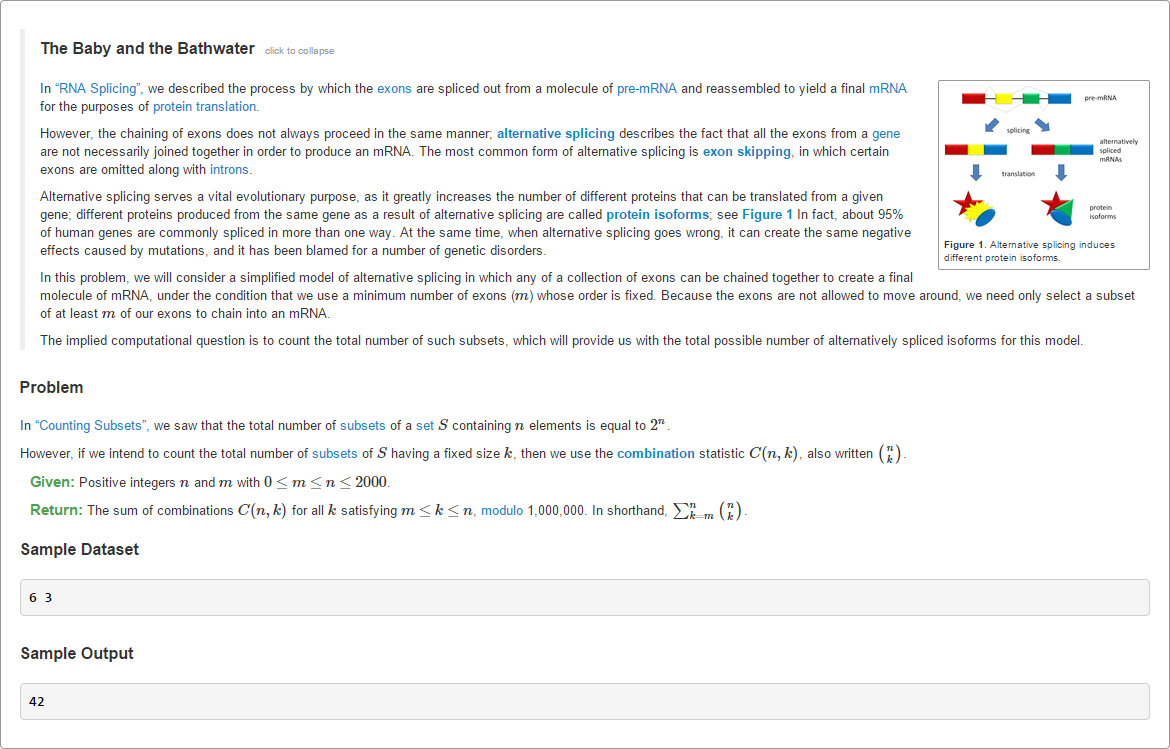 The Baby and the Bathwater click to collapse
In “RNA Splicing”, we described the process by which the exons are spliced out from a molecule of pre-mRNA and reassembled to yield a final mRNA
for the purposes of protein translation.
However, the chaining of exons does not always proceed in the same manner; alternative splicing describes the fact that all the exons from a gene
are not necessarily joined together in order to produce an mRNA. The most common form of alternative splicing is exon skipping, in which certain
exons are omitted along with introns.
Alternative splicing serves a vital evolutionary purpose, as it greatly increases the number of different proteins that can be translated from a given
gene; different proteins produced from the same gene as a result of alternative splicing are called protein isoforms; see Figure 1 In fact, about 95%
of human genes are commonly spliced in more than one way. At the same time, when alternative splicing goes wrong, it can create the same negative
effects caused by mutations, and it has been blamed for a number of genetic disorders.
pre-mRNA
splicing
alternatively
spliced
mRNAs
translation
protein
isoforms
Figure 1. Alternative splicing induces
different protein isoforms.
In this problem, we will consider a simplified model of alternative splicing in which any of a collection of exons can be chained together to create a final
molecule of mRNA, under the condition that we use a minimum number of exons (m) whose order is fixed. Because the exons are not allowed to move around, we need only select a subset
of at least m of our exons to chain into an mRNA.
The implied computational question is to count the total number of such subsets, which will provide us with the total possible number of alternatively spliced isoforms for this model.
Problem
In “Counting Subsets”, we saw that the total number of subsets of a set S containing n elements is equal to 2^n.
However, if we intend to count the total number of subsets of S having a fixed size k, then we use the combination statistic C(n, k), also written (n k).
Given: Positive integers n and m with 0 ≤ m ≤ n ≤ 2000.
Return: The sum of combinations C(n, k) for all k satisfying m ≤ k ≤ n, modulo 1,000,000. In shorthand, ∑_{k=m}^n (n k).
Sample Dataset
6 3
Sample Output
42